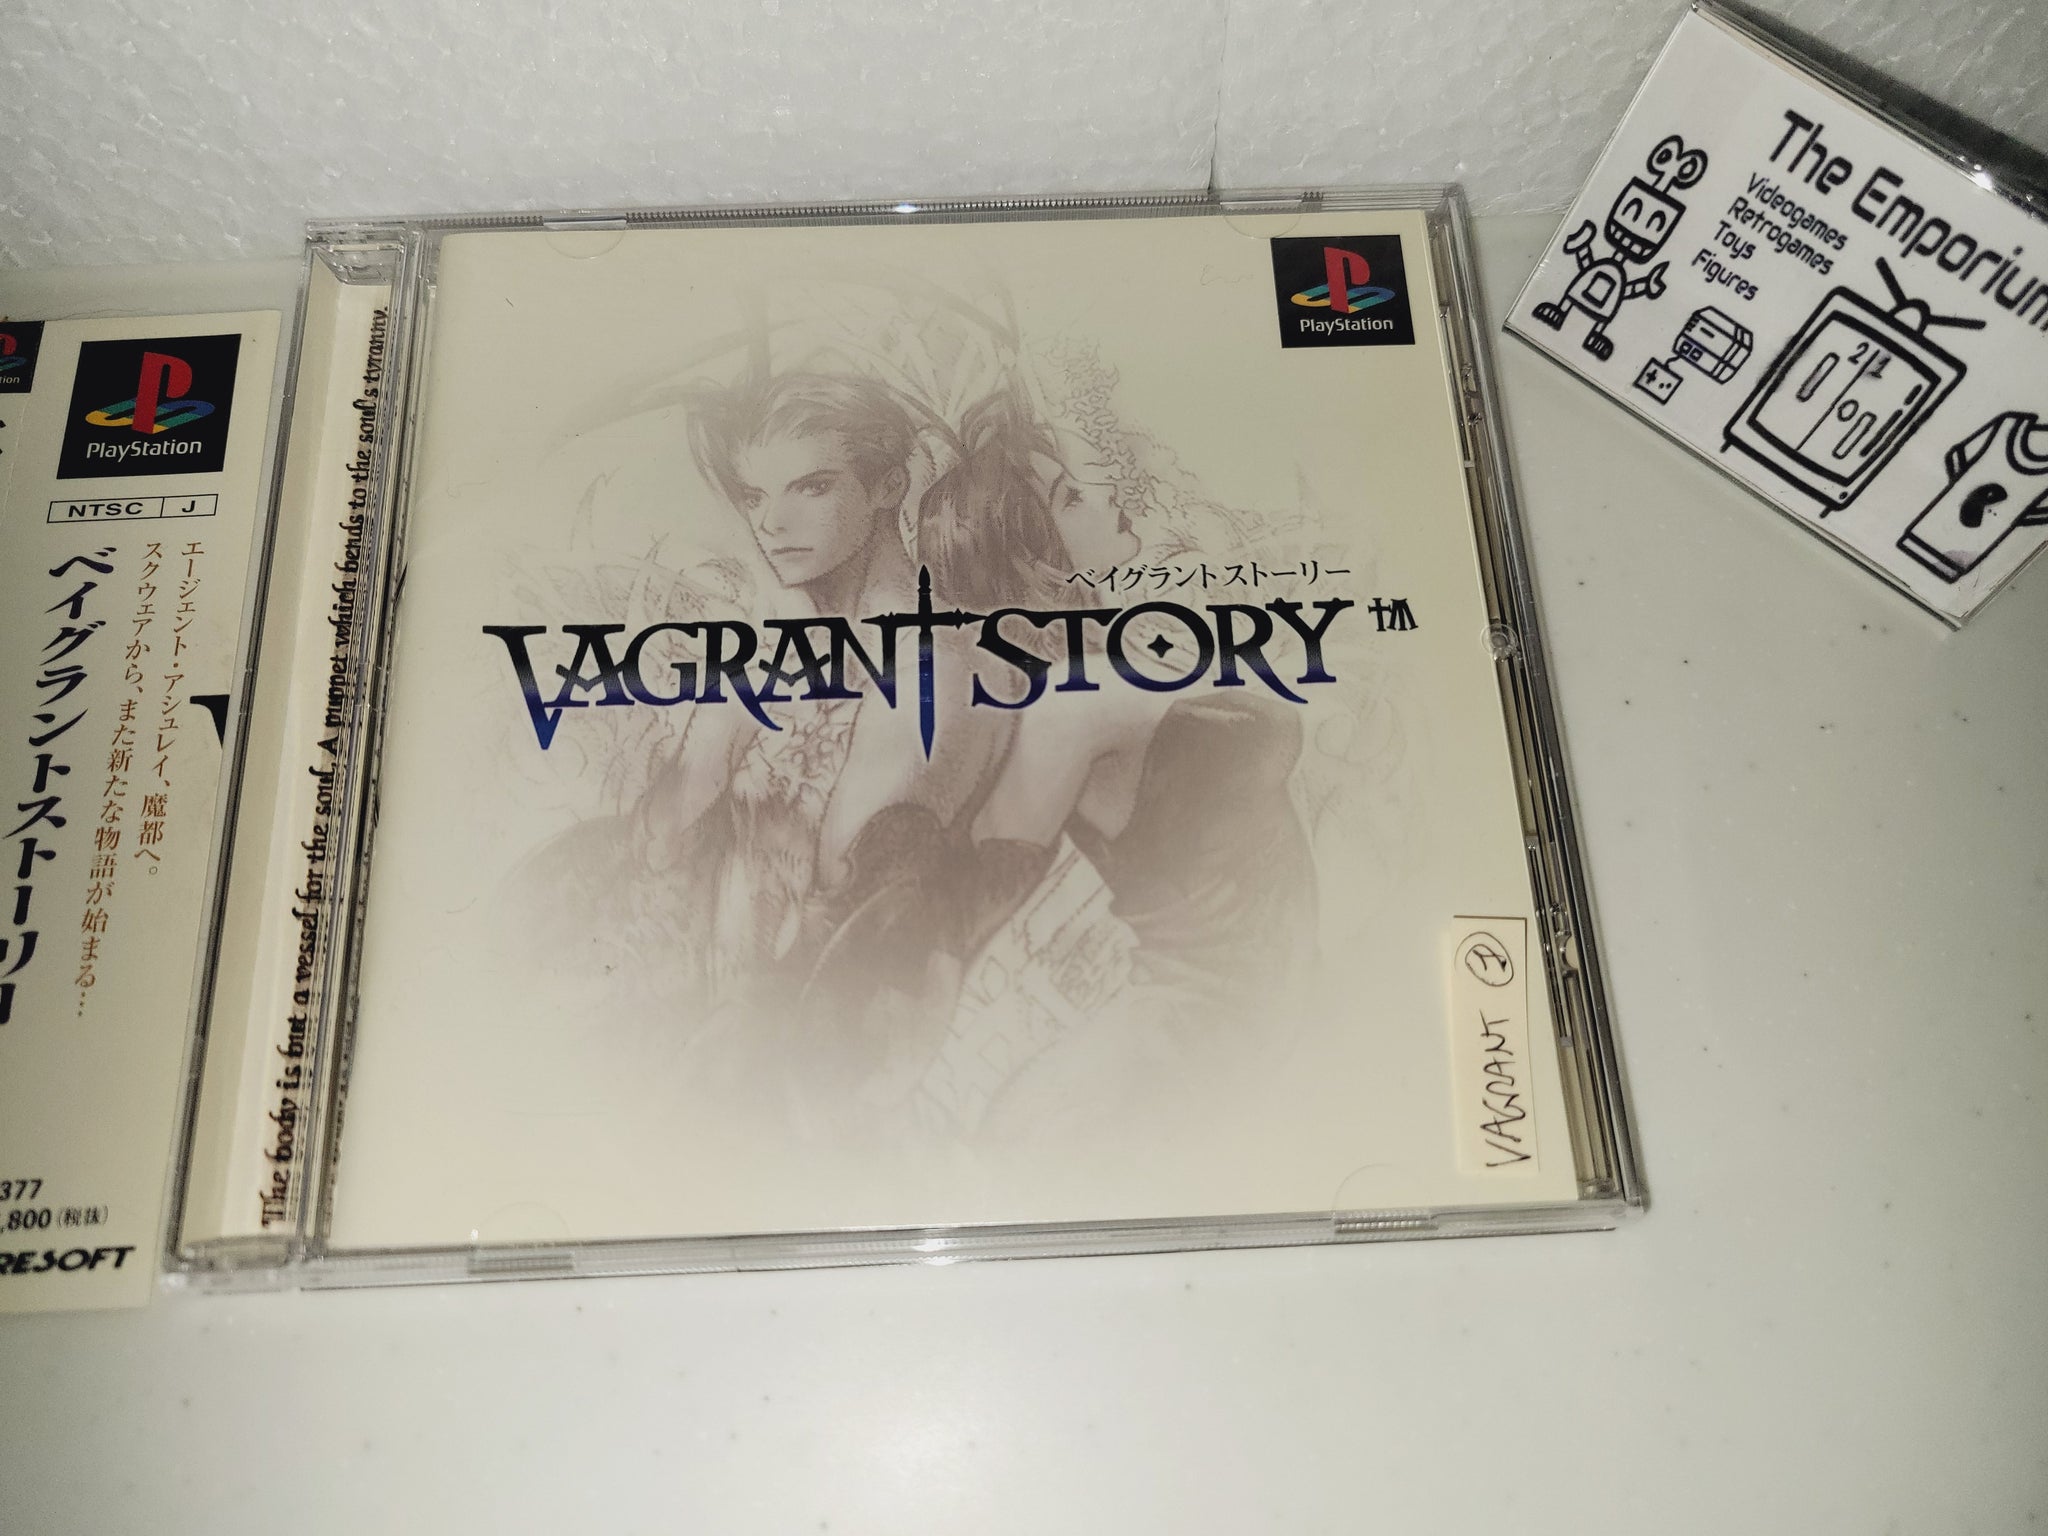 PlayStation
NTSC J
エージェント・アシュレイ、魔都へ。
スクウェアから、また新たな物語が始まる…
ベイグラントストーリー
377
,800(税抜)
RESOFT
The body is but a vessel for the soul, A puppet which bends to the soul's tyranny.
PlayStation
ベイグラントストーリー
VAGRANT STORY TM
VAGRANT
The Emporium
Videogames
Retrogames
Toys
Figures
21